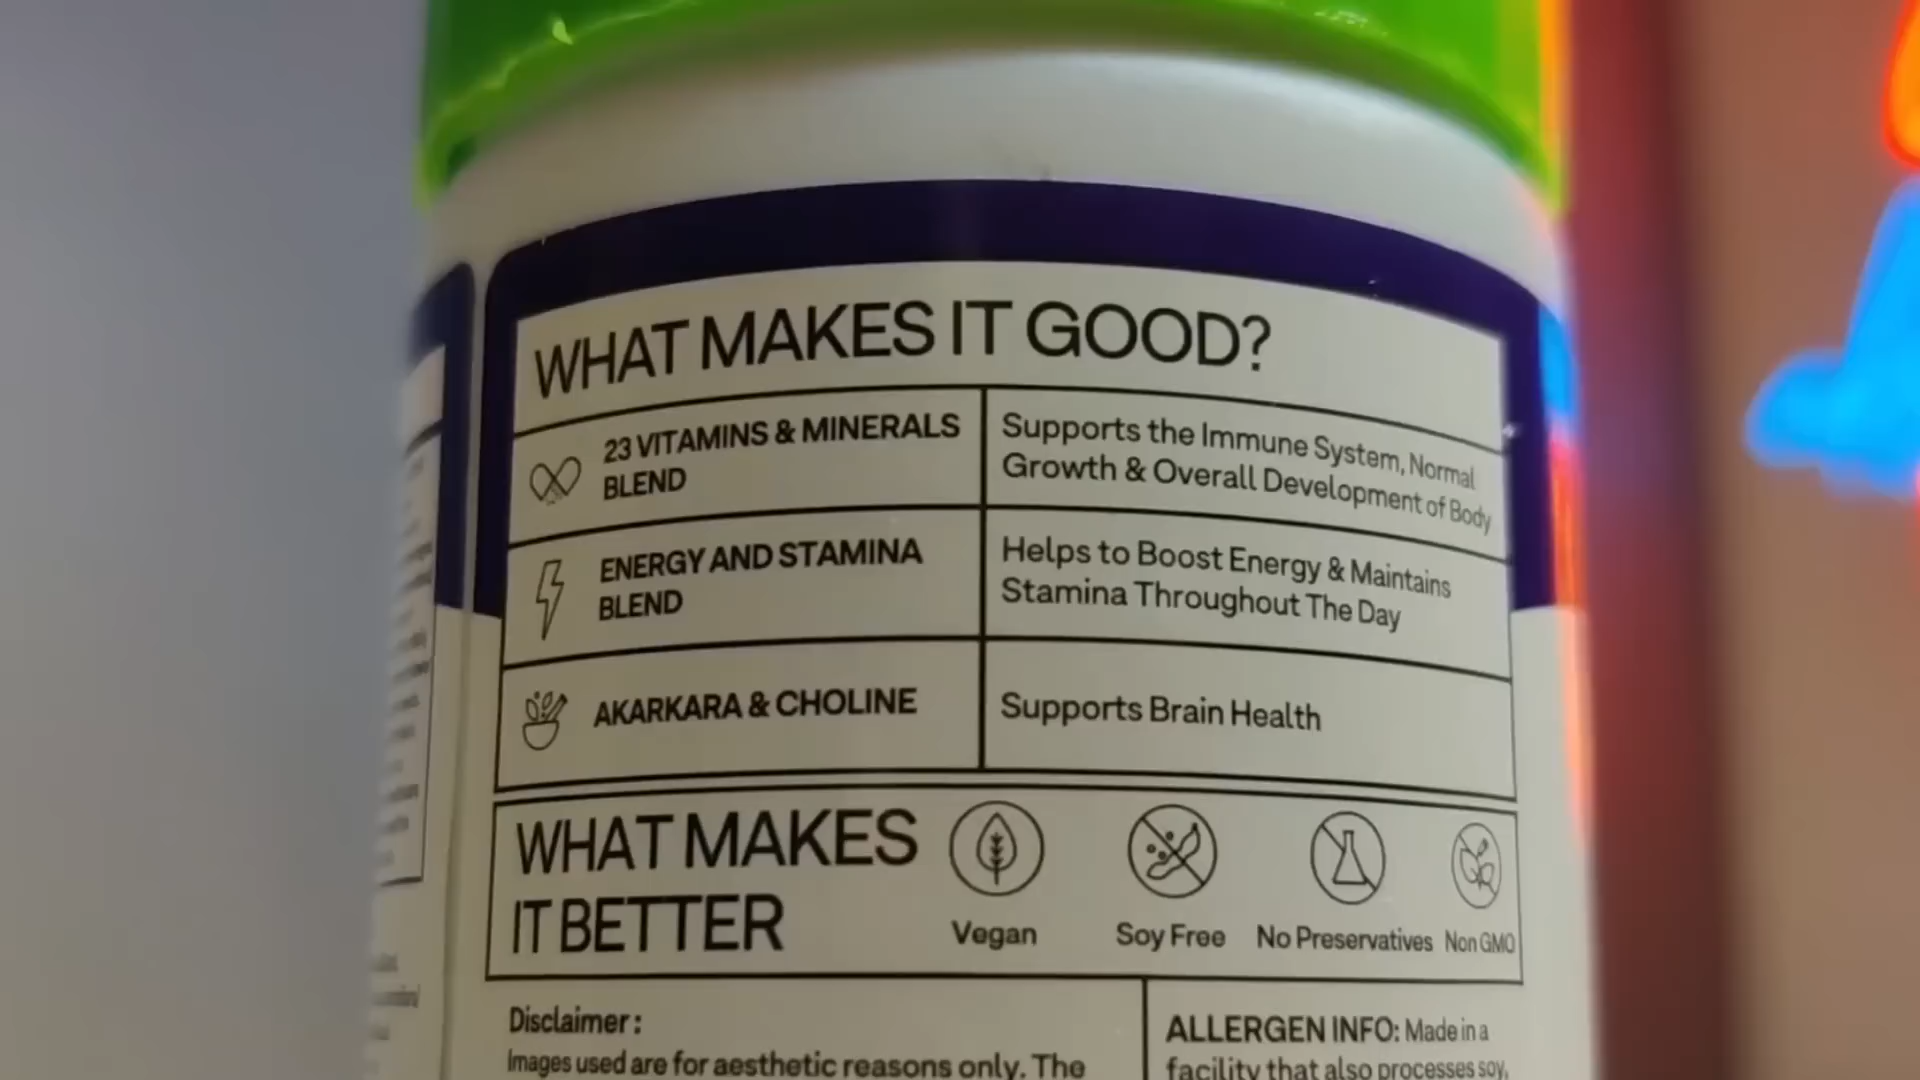 WHAT MAKES IT GOOD?
23 VITAMINS & MINERALS
BLEND
Supports the Immune System, Normal
Growth & Overall Development of Body
ENERGY AND STAMINA
BLEND
Helps to Boost Energy & Maintains
Stamina Throughout The Day
AKARKARA & CHOLINE
Supports Brain Health
WHAT MAKES
IT BETTER
Vegan
Soy Free
No Preservatives
Non GMO
Disclaimer:
Images used are for aesthetic reasons only. The
ALLERGEN INFO: Made in a
facility that also processes soy,